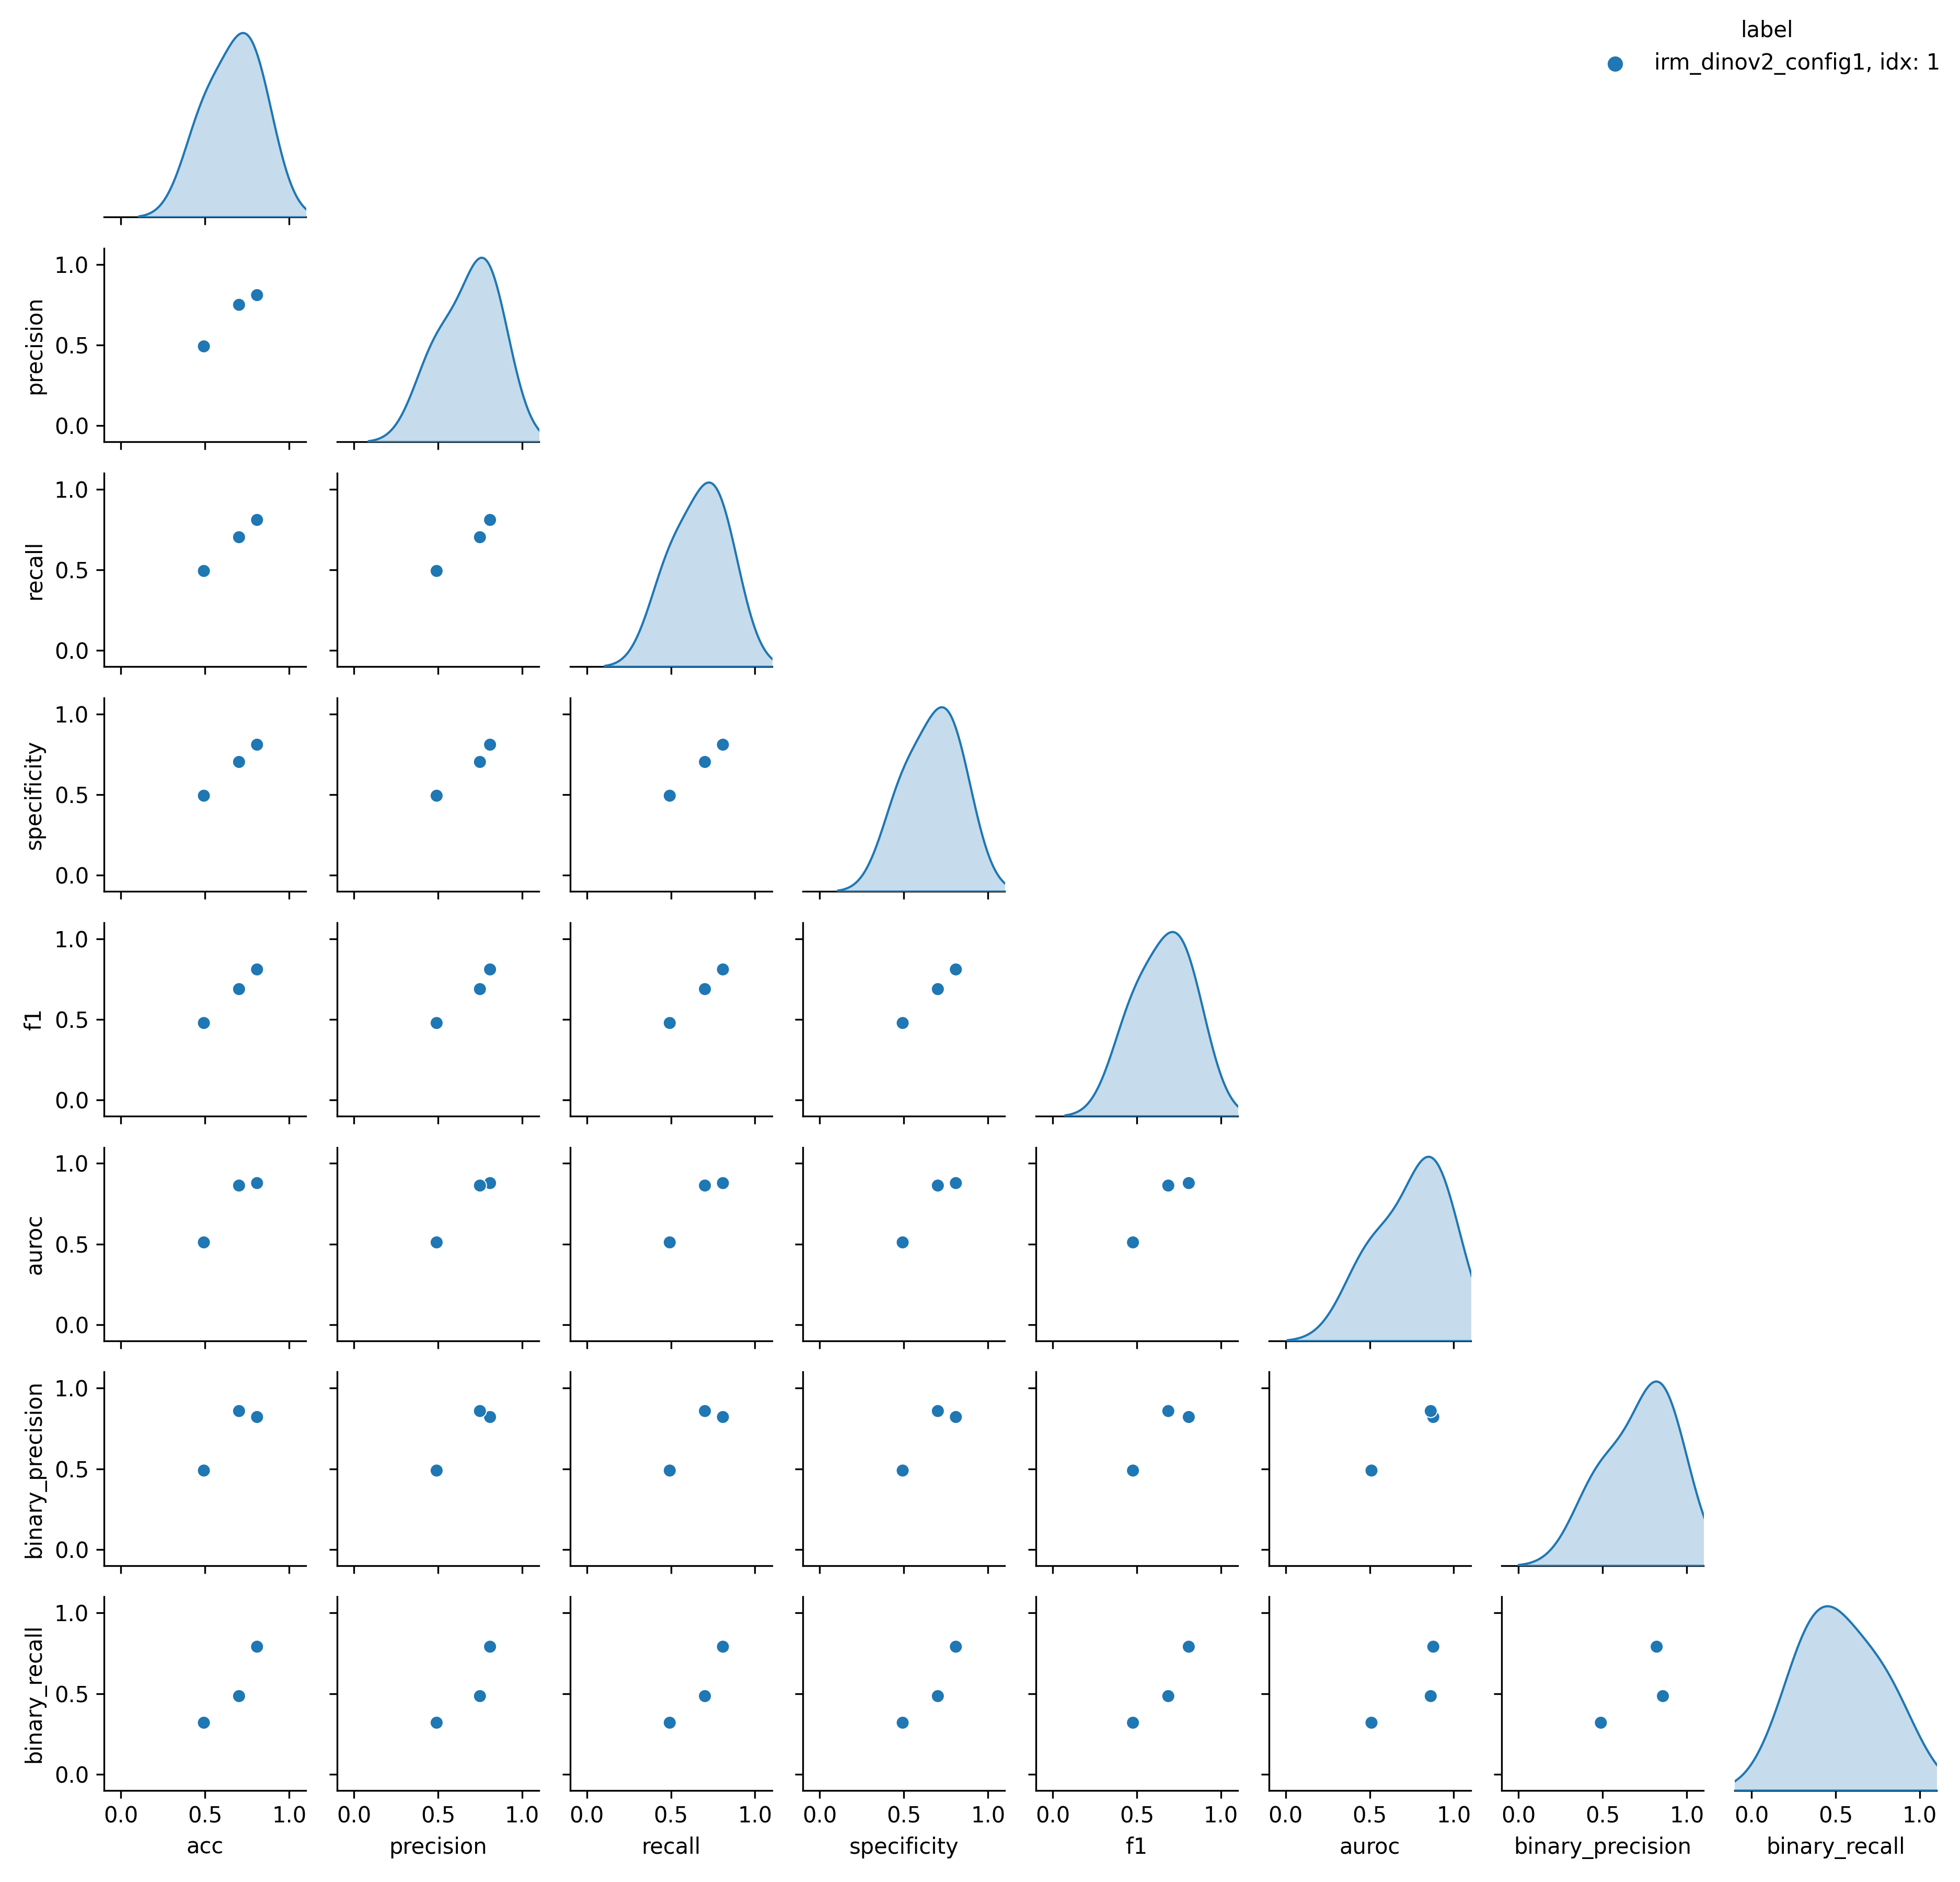 label
irm_dinov2_config1, idx: 1
1.0
0.5
0.0
precision
1.0
0.5
0.0
recall
1.0
0.5
0.0
specificity
1.0
0.5
0.0
f1
1.0
0.5
0.0
auroc
1.0
0.5
0.0
binary_precision
1.0
0.5
0.0
binary_recall
0.0 0.5 1.0 0.0 0.5 1.0 0.0 0.5 1.0 0.0 0.5 1.0 0.0 0.5 1.0 0.0 0.5 1.0 0.0 0.5 1.0 0.0 0.5 1.0
acc precision recall specificity f1 auroc binary_precision binary_recall